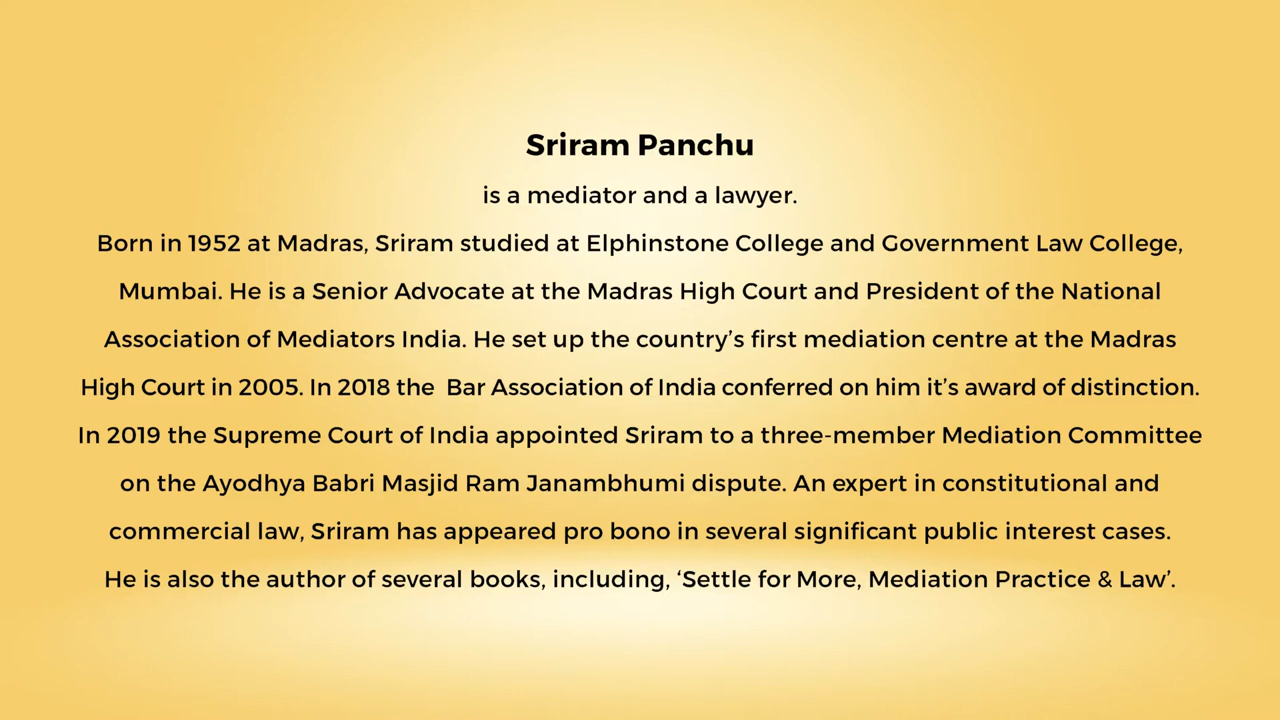 Sriram Panchu
is a mediator and a lawyer.
Born in 1952 at Madras, Sriram studied at Elphinstone College and Government Law College,
Mumbai. He is a Senior Advocate at the Madras High Court and President of the National
Association of Mediators India. He set up the country’s first mediation centre at the Madras
High Court in 2005. In 2018 the  Bar Association of India conferred on him it’s award of distinction.
In 2019 the Supreme Court of India appointed Sriram to a three-member Mediation Committee
on the Ayodhya Babri Masjid Ram Janambhumi dispute. An expert in constitutional and
commercial law, Sriram has appeared pro bono in several significant public interest cases.
He is also the author of several books, including, ‘Settle for More, Mediation Practice & Law’.